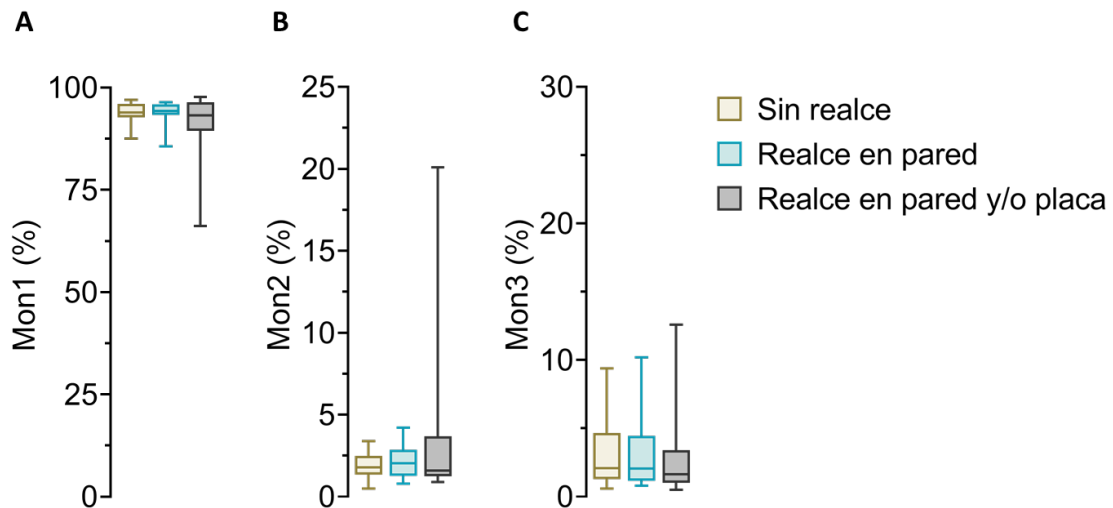 A
B
C
Mon1 (%)
100
75
50
25
0
Mon2 (%)
25
20
15
10
5
0
Mon3 (%)
30
20
10
0
Sin realce
Realce en pared
Realce en pared y/o placa